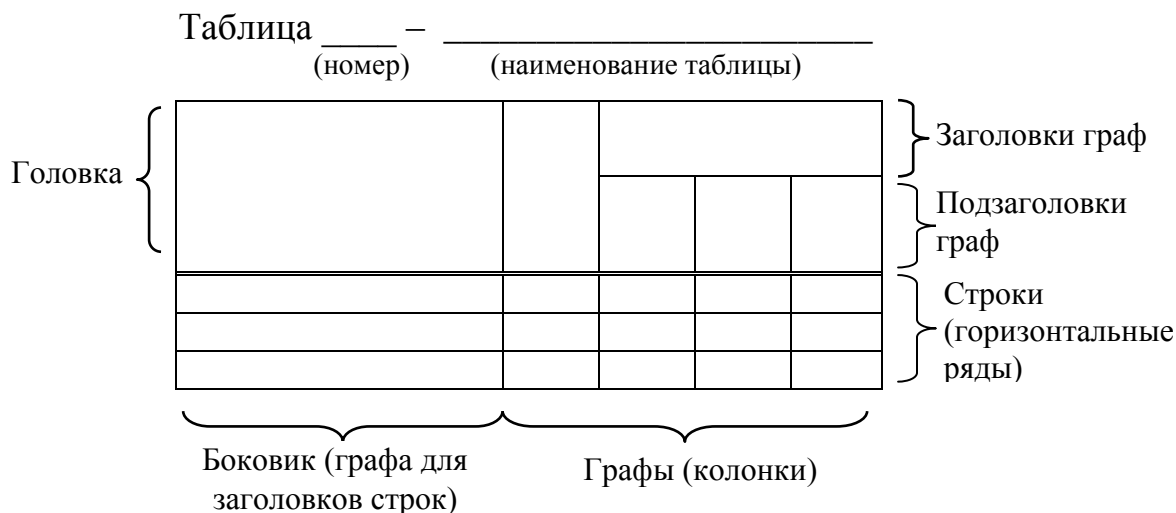 Таблица ____ – ________________________
(номер) (наименование таблицы)
Головка
Заголовки граф
Подзаголовки
граф
Строки
(горизонтальные
ряды)
Боковик (графа для
заголовков строк)
Графы (колонки)